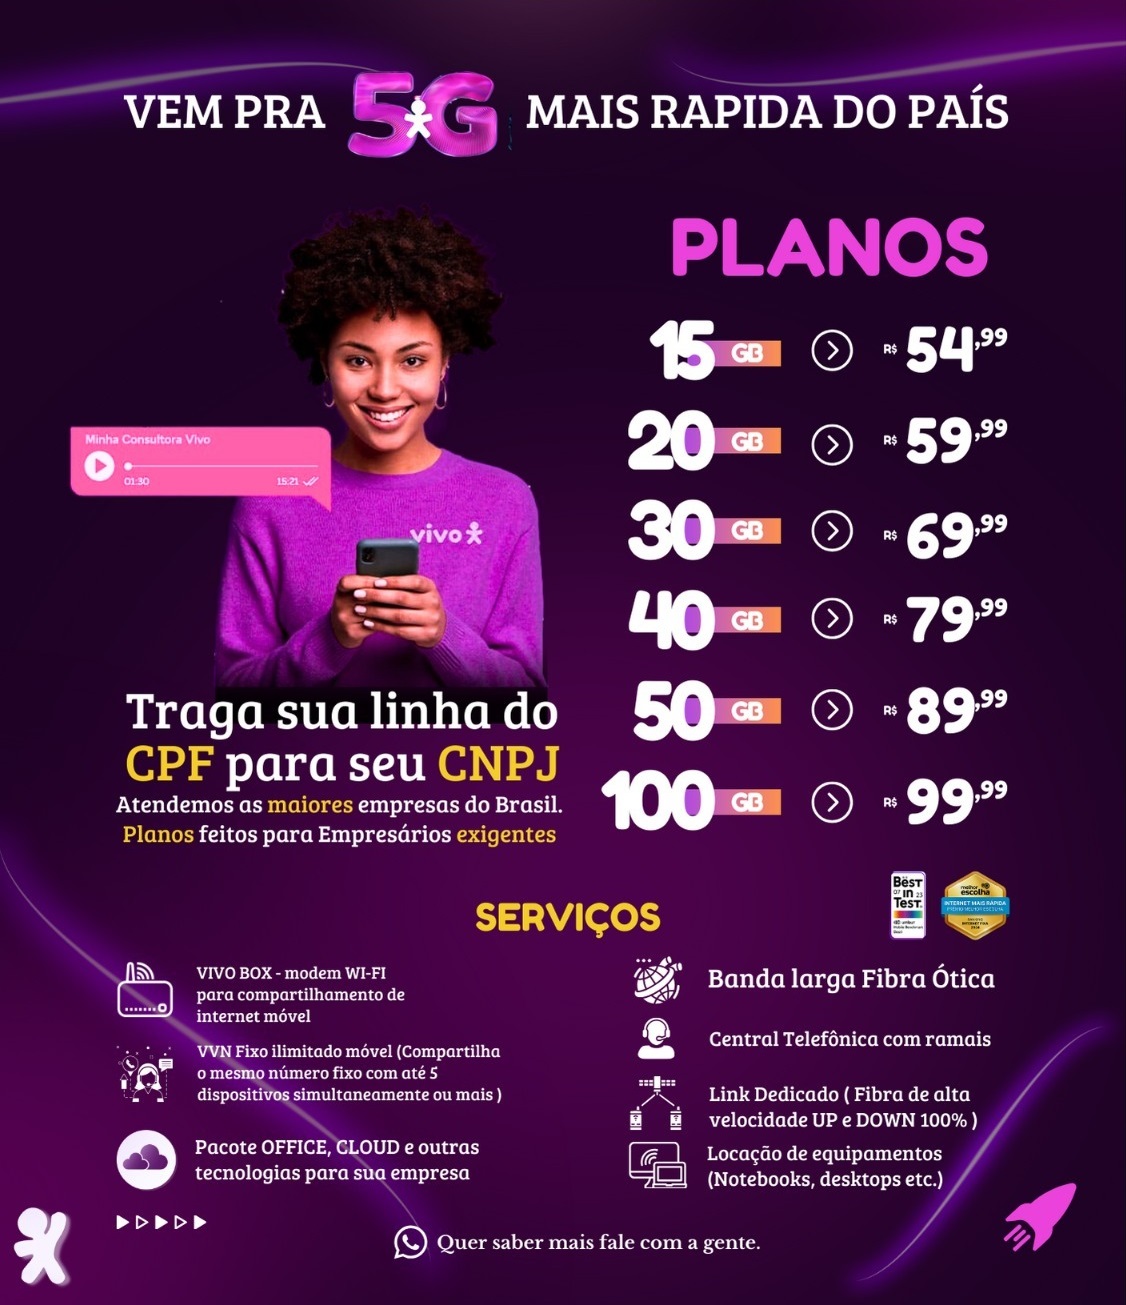 VEM PRA 5G MAIS RAPIDA DO PAÍS
PLANOS
15 GB R$ 54,99
20 GB R$ 59,99
30 GB R$ 69,99
40 GB R$ 79,99
50 GB R$ 89,99
100 GB R$ 99,99
Minha Consultora Vivo
01:30 15:21
vivo
Traga sua linha do
CPF para seu CNPJ
Atendemos as maiores empresas do Brasil.
Planos feitos para Empresários exigentes
BEST
in
TEST
melhor
escolha
INTERNET MAIS RÁPIDA
PRÊMIO MELHOR ESCOLHA
SERVIÇOS
VIVO BOX - modem WI-FI
para compartilhamento de
internet móvel
VVN Fixo ilimitado móvel (Compartilha
o mesmo número fixo com até 5
dispositivos simultaneamente ou mais )
Pacote OFFICE, CLOUD e outras
tecnologias para sua empresa
Banda larga Fibra Ótica
Central Telefônica com ramais
Link Dedicado ( Fibra de alta
velocidade UP e DOWN 100% )
Locação de equipamentos
(Notebooks, desktops etc.)
Quer saber mais fale com a gente.